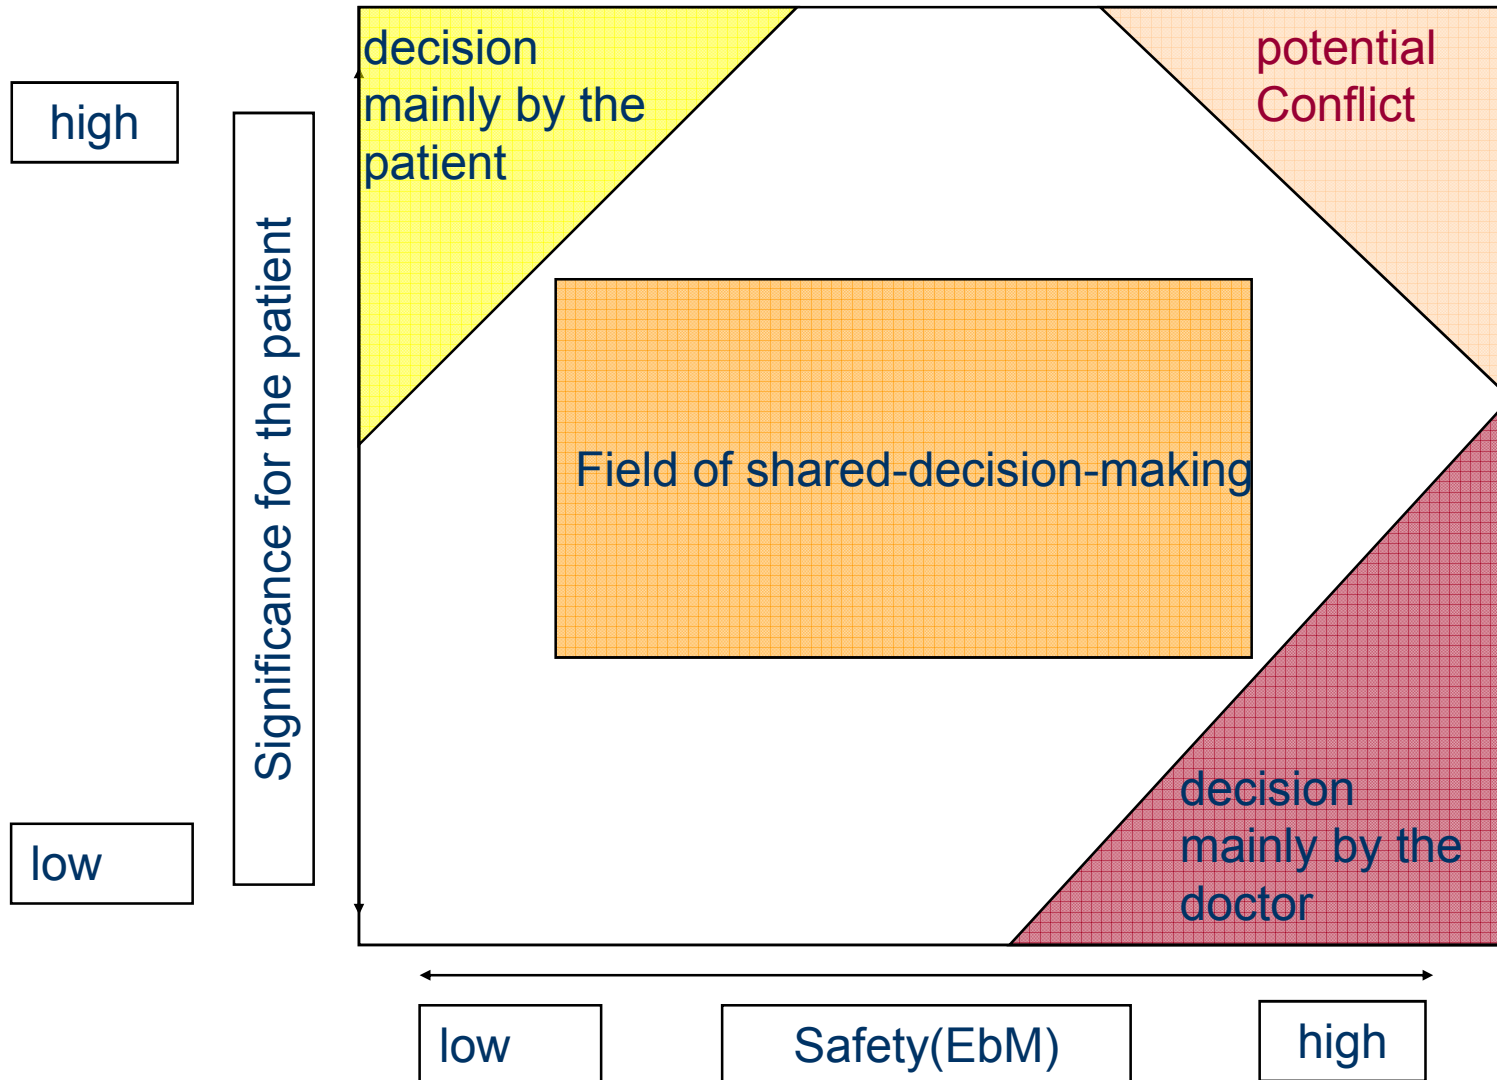 decision
mainly by the
patient
potential
Conflict
high
Significance for the patient
Field of shared-decision-making
decision
mainly by the
doctor
low
low
Safety(EbM)
high